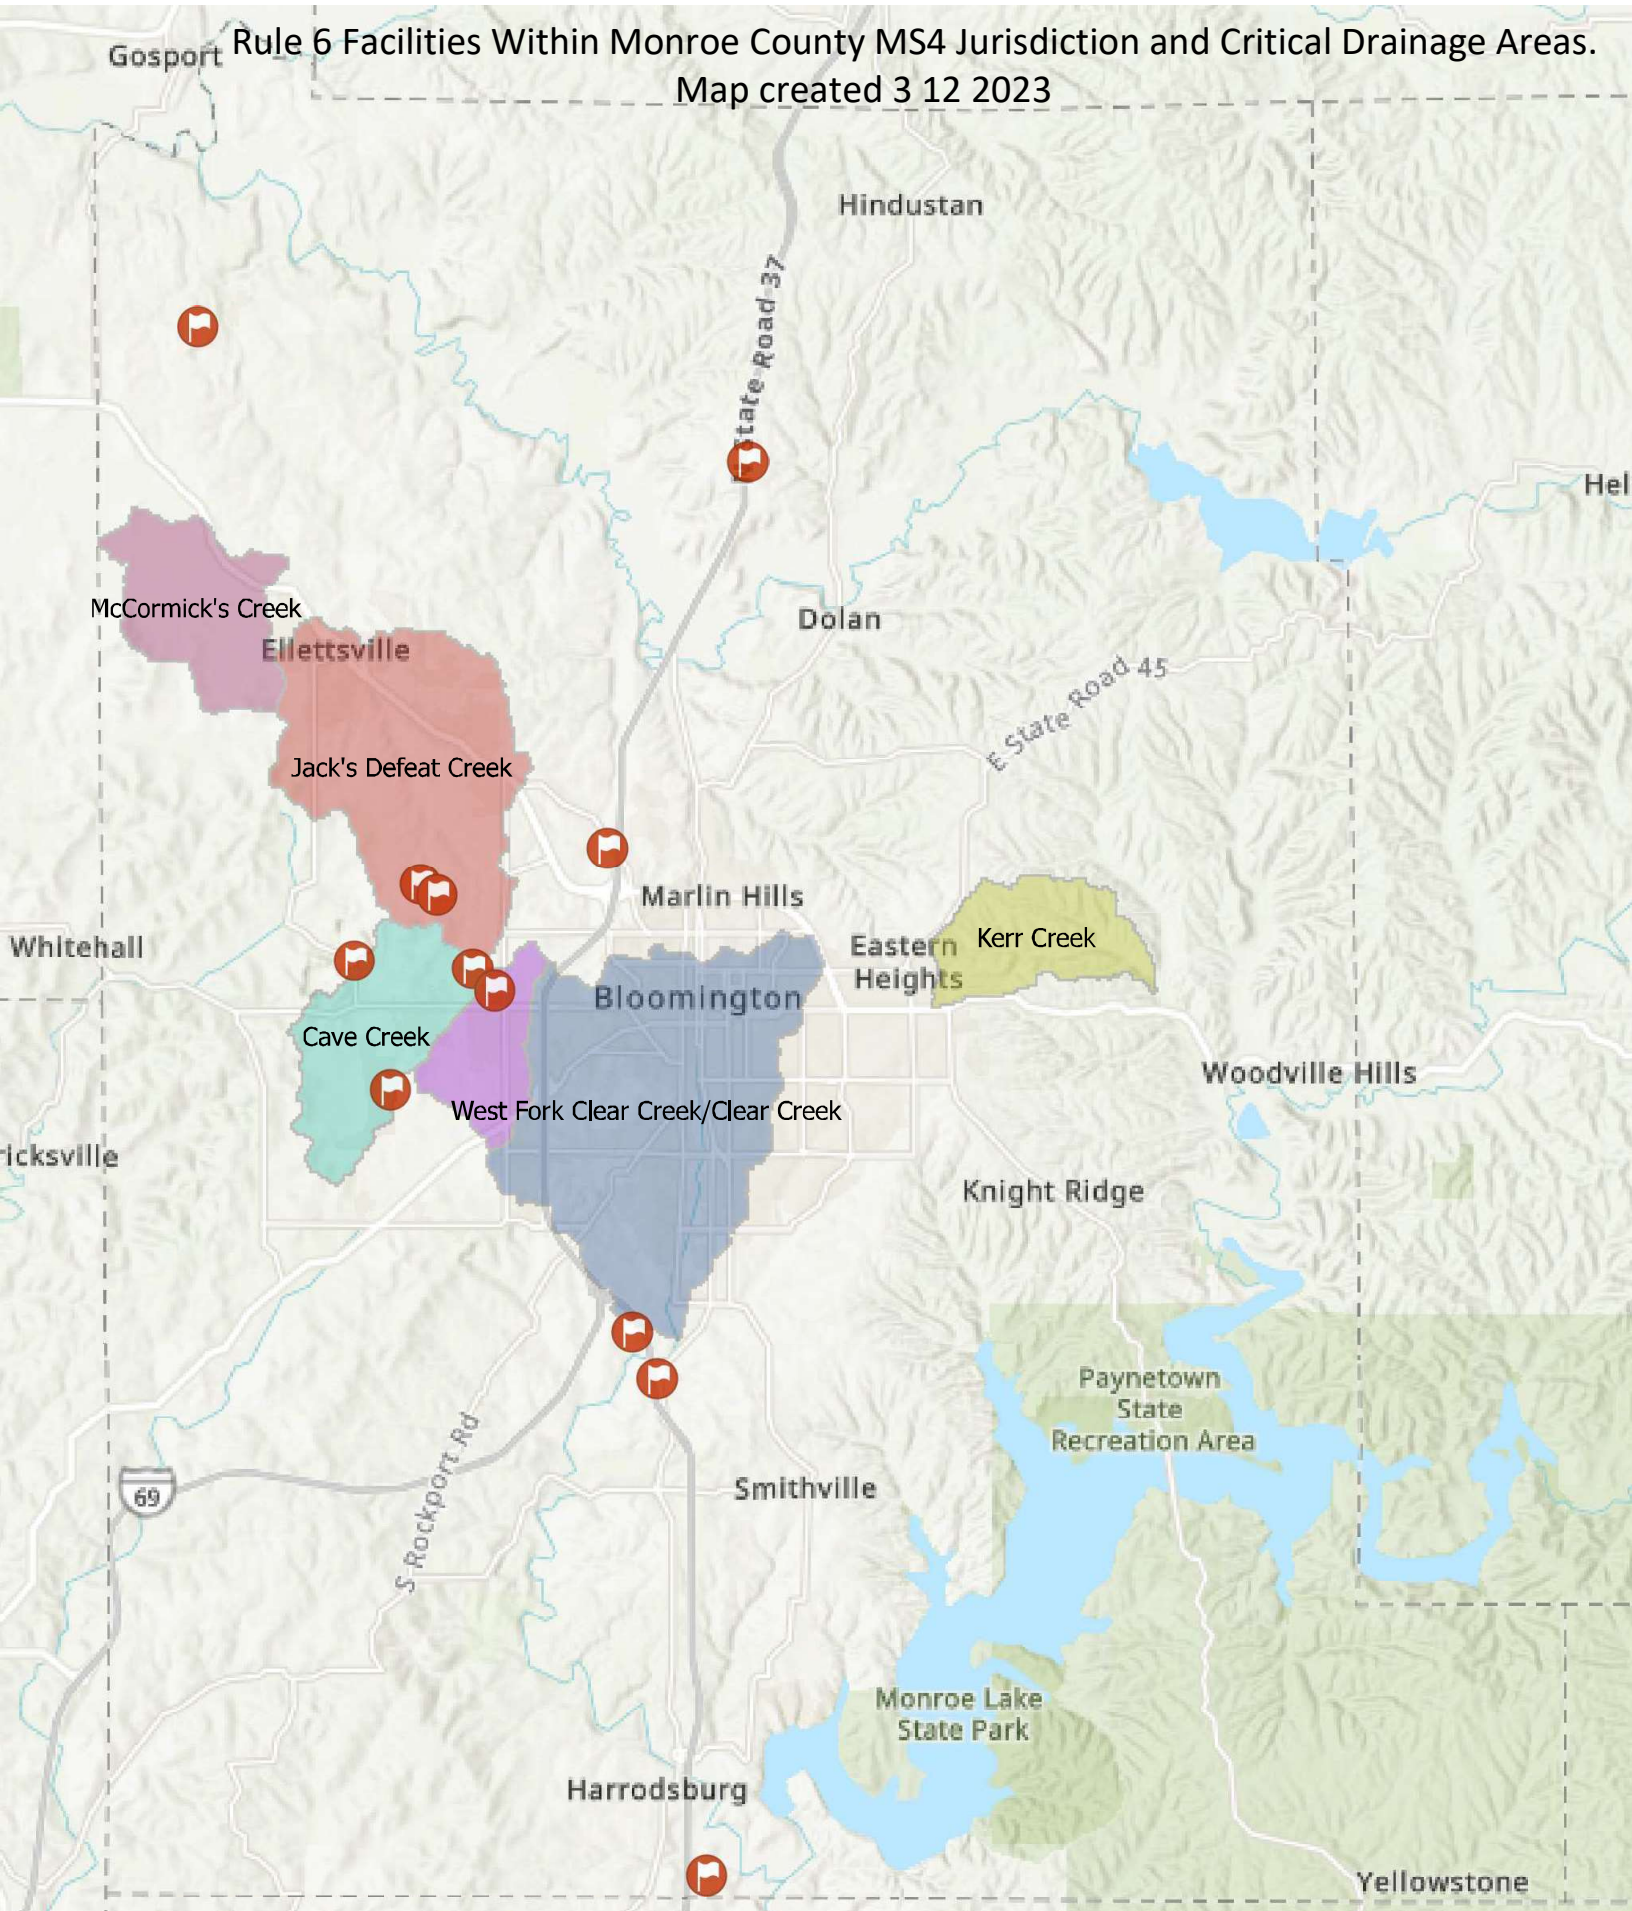 Rule 6 Facilities Within Monroe County MS4 Jurisdiction and Critical Drainage Areas.
Map created 3 12 2023
Gosport
Hindustan
State Road 37
Hel
McCormick's Creek
Dolan
Ellettsville
E State Road 45
Jack's Defeat Creek
Marlin Hills
Whitehall
Eastern
Heights
Kerr Creek
Bloomington
Cave Creek
Woodville Hills
West Fork Clear Creek/Clear Creek
ricksville
Knight Ridge
Paynetown
State
Recreation Area
S Rockport Rd
69
Smithville
Monroe Lake
State Park
Harrodsburg
Yellowstone